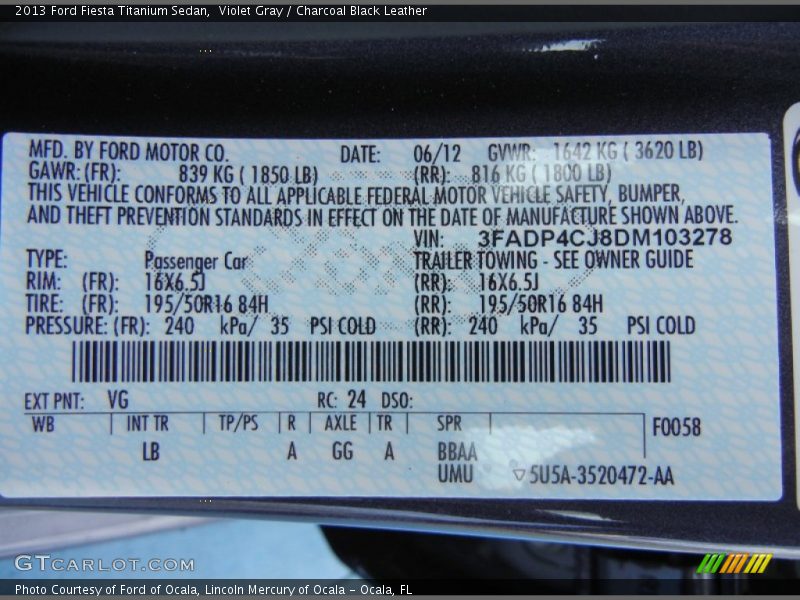 2013 Ford Fiesta Titanium Sedan,  Violet Gray / Charcoal Black Leather
MFD. BY FORD MOTOR CO. DATE: 06/12 GVWR: 1642 KG ( 3620 LB)
GAWR: (FR): 839 KG ( 1850 LB) (RR): 816 KG ( 1800 LB)
THIS VEHICLE CONFORMS TO ALL APPLICABLE FEDERAL MOTOR VEHICLE SAFETY, BUMPER,
AND THEFT PREVENTION STANDARDS IN EFFECT ON THE DATE OF MANUFACTURE SHOWN ABOVE.
VIN: 3FADP4CJ8DM103278
TYPE: Passenger Car TRAILER TOWING - SEE OWNER GUIDE
RIM: (FR): 16X6.5J (RR): 16X6.5J
TIRE: (FR): 195/50R16 84H (RR): 195/50R16 84H
PRESSURE: (FR): 240 kPa/ 35 PSI COLD (RR): 240 kPa/ 35 PSI COLD
EXT PNT: VG RC: 24 DSO:
WB INT TR TP/PS R AXLE TR SPR F0058
LB A GG A BBAA
UMU ▽5U5A-3520472-AA
GTCARLOT.COM
Photo Courtesy of Ford of Ocala, Lincoln Mercury of Ocala - Ocala, FL